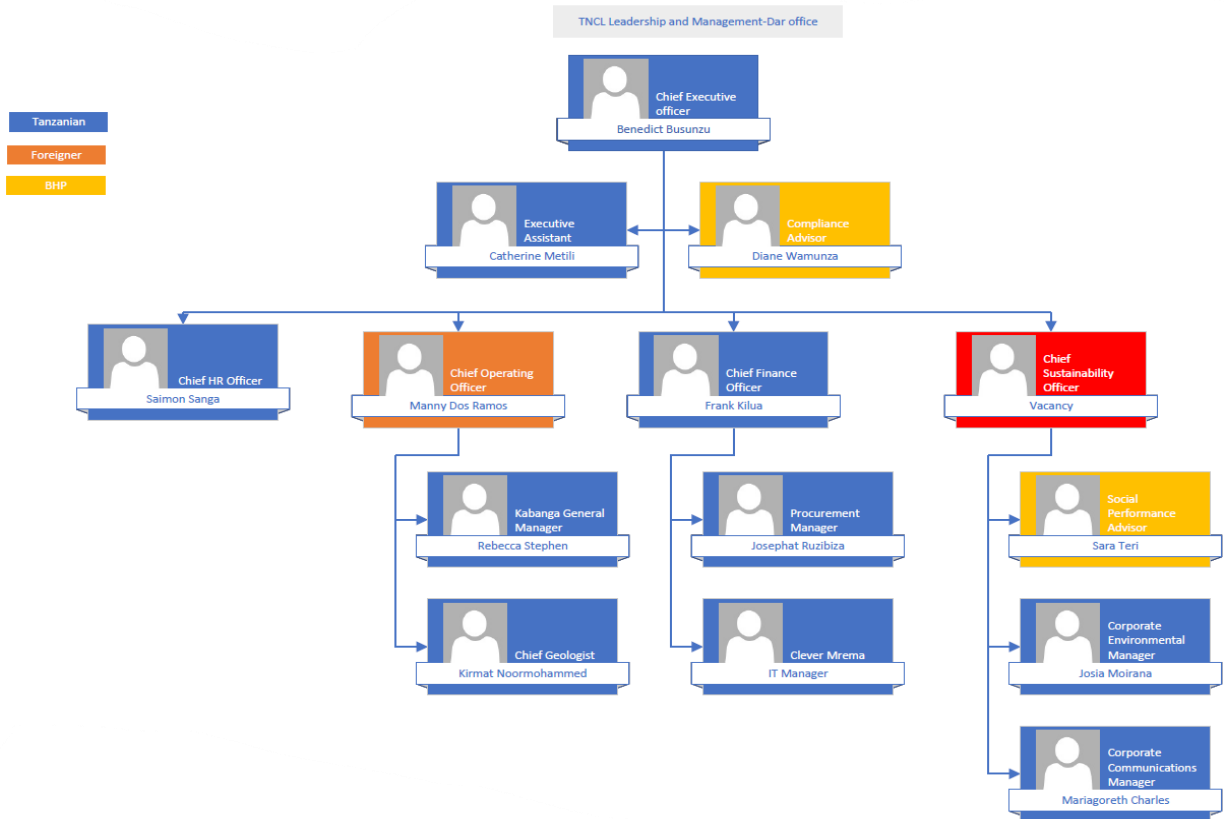 TNCL Leadership and Management-Dar office
Chief Executive
officer
Benedict Busunzu
Tanzanian
Foreigner
BHP
Executive
Assistant
Catherine Metili
Compliance
Advisor
Diane Wamunza
Chief HR Officer
Saimon Sanga
Chief Operating
Officer
Manny Dos Ramos
Chief Finance
Officer
Frank Kilua
Chief
Sustainability
Officer
Vacancy
Kabanga General
Manager
Rebecca Stephen
Procurement
Manager
Josephat Ruzibiza
Social
Performance
Advisor
Sara Teri
Chief Geologist
Kirmat Noormohammed
Clever Mrema
IT Manager
Corporate
Environmental
Manager
Josia Moirana
Corporate
Communications
Manager
Mariagoreth Charles